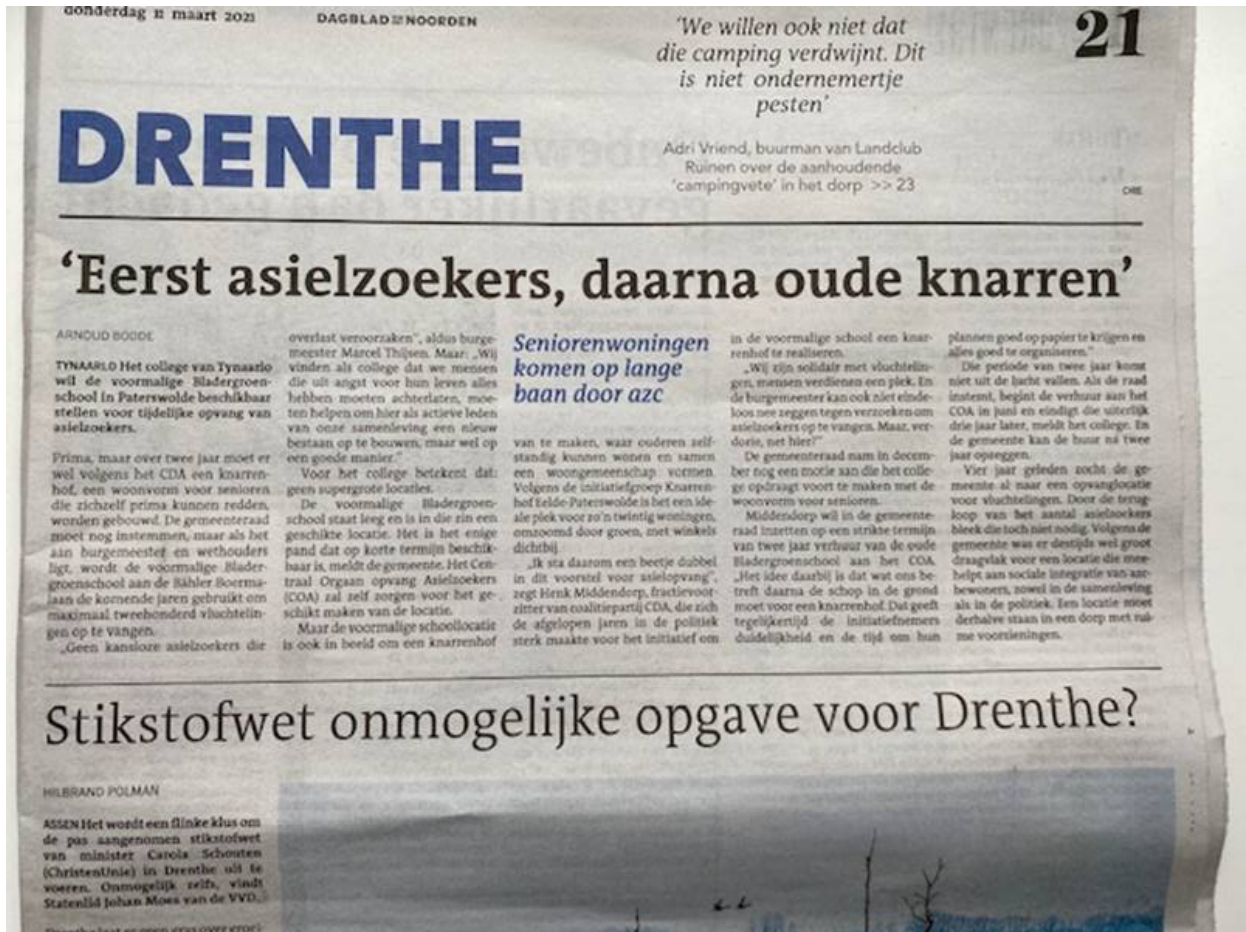 donderdag 11 maart 2021
DAGBLAD VAN HET NOORDEN
'We willen ook niet dat
die camping verdwijnt. Dit
is niet ondernemertje
pesten'
Adri Vriend, buurman van Landclub
Ruinen over de aanhoudende
'campingvete' in het dorp >> 23
21
DRE
DRENTHE
'Eerst asielzoekers, daarna oude knarren'
ARNOUD BODDE
TYNAARLO Het college van Tynaarlo
wil de voormalige Bladergroen-
school in Paterswolde beschikbaar
stellen voor tijdelijke opvang van
asielzoekers.
Prima, maar over twee jaar moet er
wel volgens het CDA een knarren-
hof, een woonvorm voor senioren
die zichzelf prima kunnen redden,
worden gebouwd. De gemeenteraad
moet nog instemmen, maar als het
aan burgemeester en wethouders
ligt, wordt de voormalige Blader-
groenschool aan de Bähler Boerma-
laan de komende jaren gebruikt om
maximaal tweehonderd vluchtelin-
gen op te vangen.
„Geen kansloze asielzoekers die
overlast veroorzaken", aldus burge-
meester Marcel Thijsen. Maar: „Wij
vinden als college dat we mensen
die uit angst voor hun leven alles
hebben moeten achterlaten, moe-
ten helpen om hier als actieve leden
van onze samenleving een nieuw
bestaan op te bouwen, maar wel op
een goede manier."
Voor het college betekent dat:
geen supergrote locaties.
De voormalige Bladergroen-
school staat leeg en is in die zin een
geschikte locatie. Het is het enige
pand dat op korte termijn beschik-
baar is, meldt de gemeente. Het Cen-
traal Orgaan opvang Asielzoekers
(COA) zal zelf zorgen voor het ge-
schikt maken van de locatie.
Maar de voormalige schoollocatie
is ook in beeld om een knarrenhof
Seniorenwoningen
komen op lange
baan door azc
van te maken, waar ouderen zelf-
standig kunnen wonen en samen
een woongemeenschap vormen.
Volgens de initiatiefgroep Knarren-
hof Eelde-Paterswolde is het een ide-
ale plek voor zo'n twintig woningen,
omzoomd door groen, met winkels
dichtbij.
„Ik sta daarom een beetje dubbel
in dit voorstel voor asielopvang",
zegt Henk Middendorp, fractievoor-
zitter van coalitiepartij CDA, die zich
de afgelopen jaren in de politiek
sterk maakte voor het initiatief om
in de voormalige school een knar-
renhof te realiseren.
„Wij zijn solidair met vluchtelin-
gen, mensen verdienen een plek. En
de burgemeester kan ook niet einde-
loos nee zeggen tegen verzoeken om
asielzoekers op te vangen. Maar, ver-
dorie, net hier?"
De gemeenteraad nam in decem-
ber nog een motie aan die het colle-
ge opdraagt voort te maken met de
woonvorm voor senioren.
Middendorp wil in de gemeente-
raad inzetten op een strikte termijn
van twee jaar verhuur van de oude
Bladergroenschool aan het COA.
„Het idee daarbij is dat wat ons be-
treft daarna de schop in de grond
moet voor een knarrenhof. Dat geeft
tegelijkertijd de initiatiefnemers
duidelijkheid en de tijd om hun
plannen goed op papier te krijgen en
alles goed te organiseren."
Die periode van twee jaar komt
niet uit de lucht vallen. Als de raad
instemt, begint de verhuur aan het
COA in juni en eindigt die uiterlijk
drie jaar later, meldt het college. En
de gemeente kan de huur na twee
jaar opzeggen.
Vier jaar geleden zocht de ge-
meente al naar een opvanglocatie
voor vluchtelingen. Door de terug-
loop van het aantal asielzoekers
bleek die toch niet nodig. Volgens de
gemeente was er destijds wel groot
draagvlak voor een locatie die mee-
helpt aan sociale integratie van azc-
bewoners, zowel in de samenleving
als in de politiek. Een locatie moet
derhalve staan in een dorp met rui-
me voorzieningen.
Stikstofwet onmogelijke opgave voor Drenthe?
HILBRAND POLMAN
ASSEN Het wordt een flinke klus om
de pas aangenomen stikstofwet
van minister Carola Schouten
(ChristenUnie) in Drenthe uit te
voeren. Onmogelijk zelfs, vindt
Statenlid Johan Moes van de VVD.